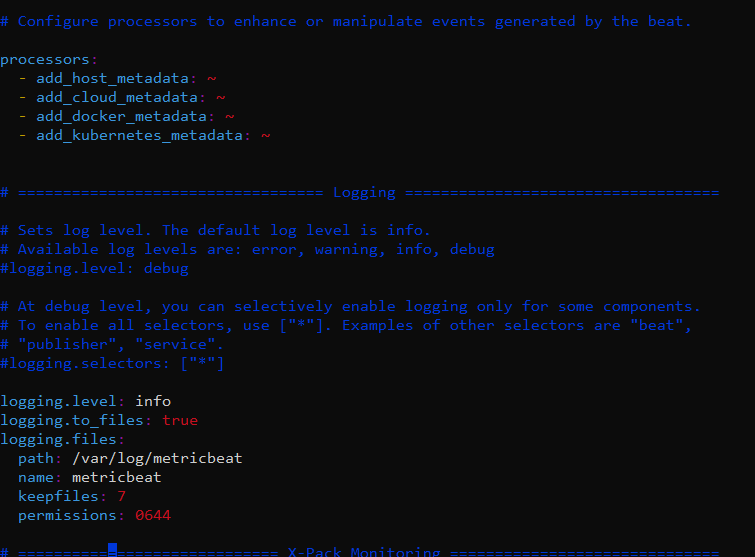 # Configure processors to enhance or manipulate events generated by the beat.
processors:
  - add_host_metadata: ~
  - add_cloud_metadata: ~
  - add_docker_metadata: ~
  - add_kubernetes_metadata: ~
# ================================== Logging ===================================
# Sets log level. The default log level is info.
# Available log levels are: error, warning, info, debug
#logging.level: debug
# At debug level, you can selectively enable logging only for some components.
# To enable all selectors, use ["*"]. Examples of other selectors are "beat",
# "publisher", "service".
#logging.selectors: ["*"]
logging.level: info
logging.to_files: true
logging.files:
  path: /var/log/metricbeat
  name: metricbeat
  keepfiles: 7
  permissions: 0644
# ============================= X-Pack Monitoring ==============================